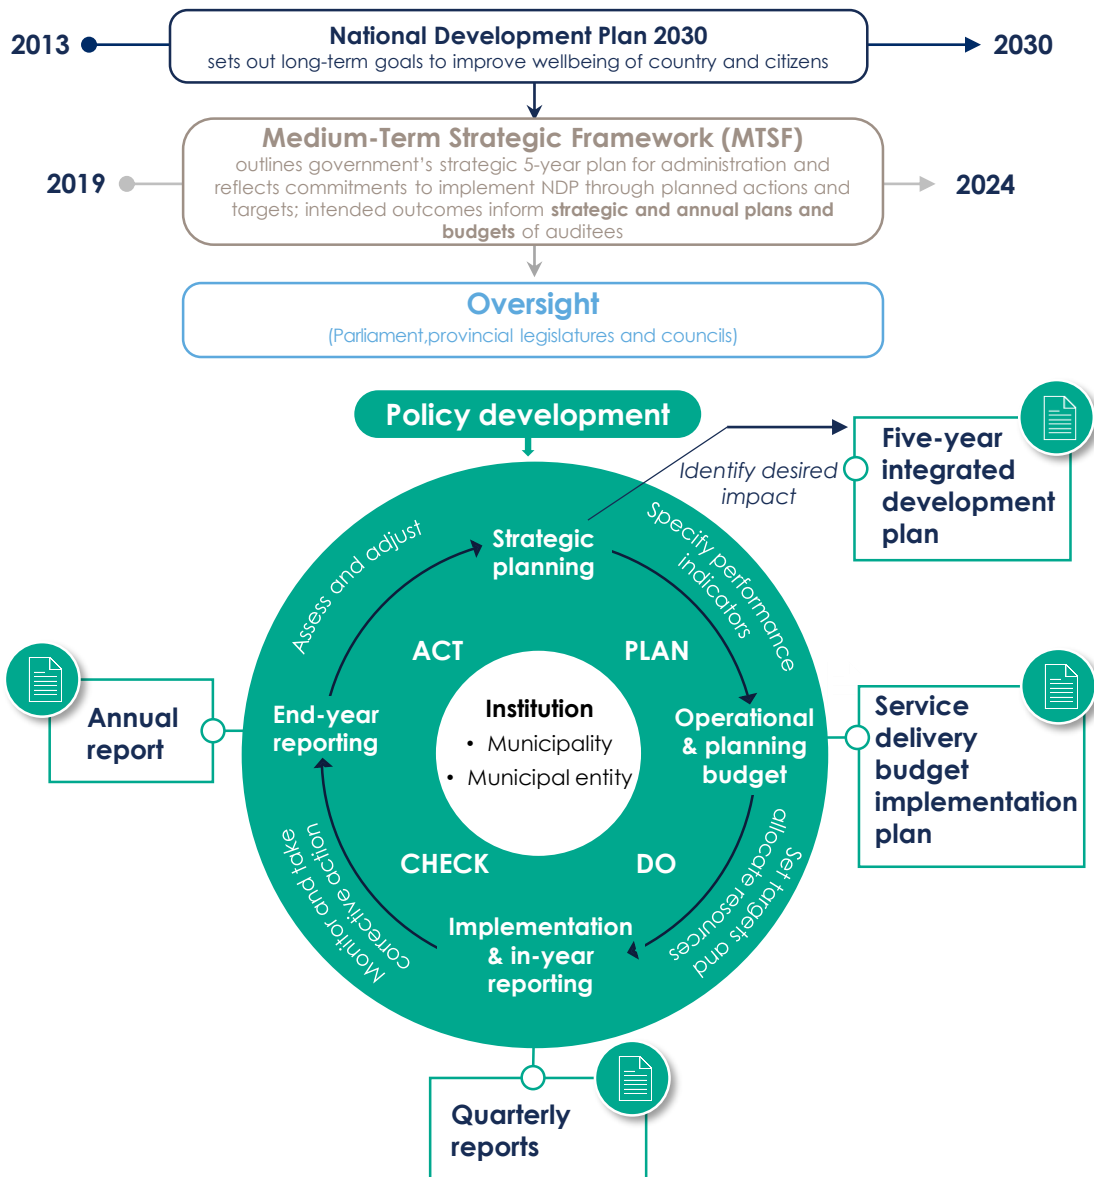 National Development Plan 2030
2013
2030
sets out long-term goals to improve wellbeing of country and citizens
Medium-Term Strategic Framework (MTSF)
outlines government’s strategic 5-year plan for administration and
2019
reflects commitments to implement NDP through planned actions and
2024
targets; intended outcomes inform strategic and annual plans and
budgets of auditees
Oversight
(Parliament,provincial legislatures and councils)
Policy development
Identify desired
impact
Five-year
integrated
development
plan
Assess and adjust
Strategic
planning
Specify performance
indicators
ACT
PLAN
Annual
report
End-year
reporting
Institution
• Municipality
• Municipal entity
Operational
& planning
budget
Service
delivery
budget
implementation
plan
CHECK
DO
Monitor and take
corrective action
Implementation
& in-year
reporting
Set targets and
allocate resources
Quarterly
reports